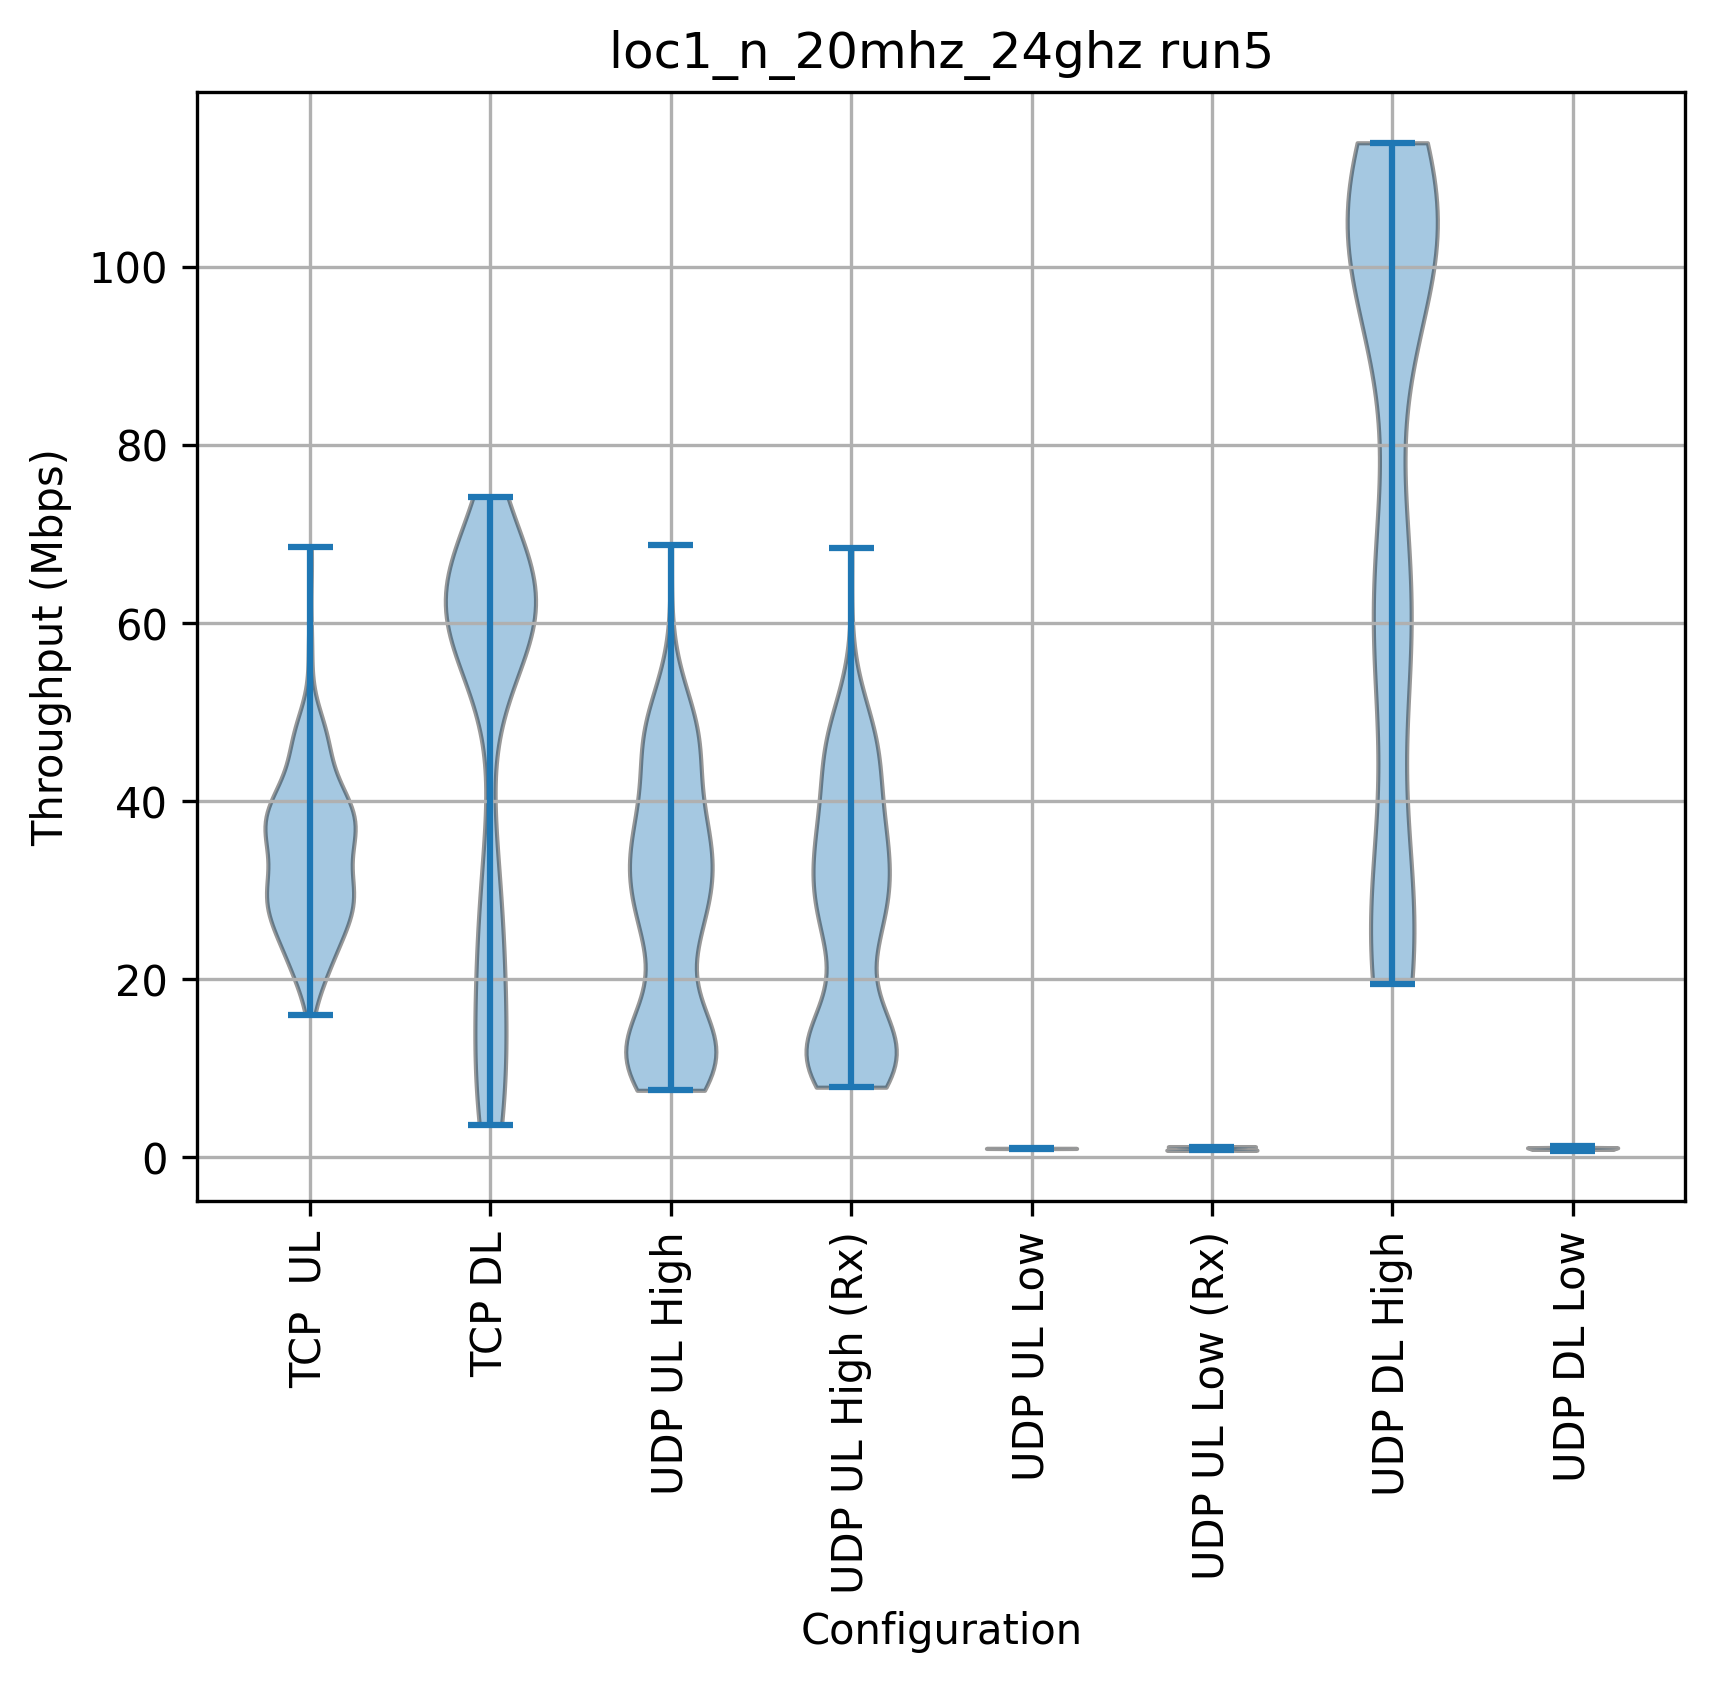 loc1_n_20mhz_24ghz run5
Throughput (Mbps)
100
80
60
40
20
0
TCP  UL
TCP DL
UDP UL High
UDP UL High (Rx)
UDP UL Low
UDP UL Low (Rx)
UDP DL High
UDP DL Low
Configuration